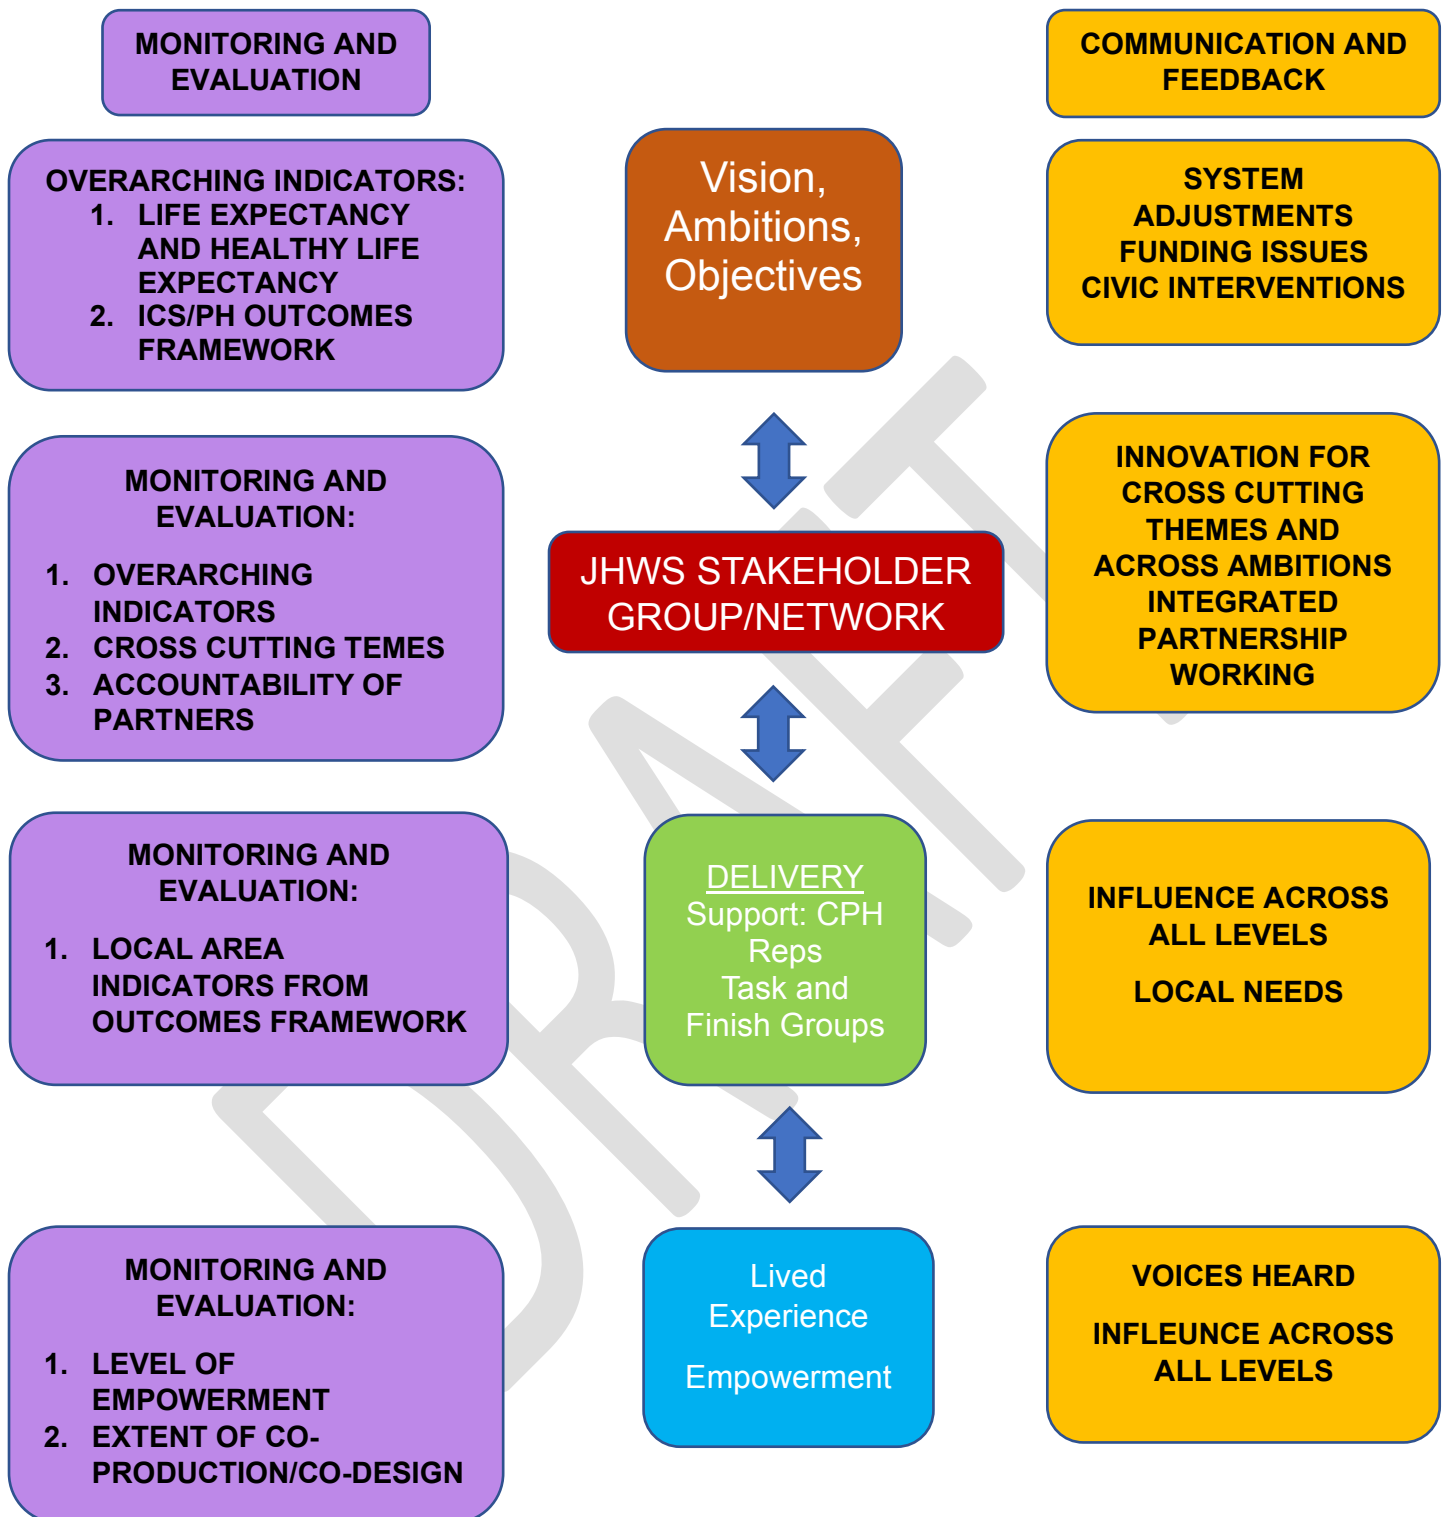 MONITORING AND
EVALUATION
COMMUNICATION AND
FEEDBACK
OVERARCHING INDICATORS:
1. LIFE EXPECTANCY
AND HEALTHY LIFE
EXPECTANCY
2. ICS/PH OUTCOMES
FRAMEWORK
Vision,
Ambitions,
Objectives
SYSTEM
ADJUSTMENTS
FUNDING ISSUES
CIVIC INTERVENTIONS
MONITORING AND
EVALUATION:
1. OVERARCHING
INDICATORS
2. CROSS CUTTING TEMES
3. ACCOUNTABILITY OF
PARTNERS
JHWS STAKEHOLDER
GROUP/NETWORK
INNOVATION FOR
CROSS CUTTING
THEMES AND
ACROSS AMBITIONS
INTEGRATED
PARTNERSHIP
WORKING
MONITORING AND
EVALUATION:
1. LOCAL AREA
INDICATORS FROM
OUTCOMES FRAMEWORK
DELIVERY
Support: CPH
Reps
Task and
Finish Groups
INFLUENCE ACROSS
ALL LEVELS
LOCAL NEEDS
MONITORING AND
EVALUATION:
1. LEVEL OF
EMPOWERMENT
2. EXTENT OF CO-
PRODUCTION/CO-DESIGN
Lived
Experience
Empowerment
VOICES HEARD
INFLEUNCE ACROSS
ALL LEVELS
DRAFT